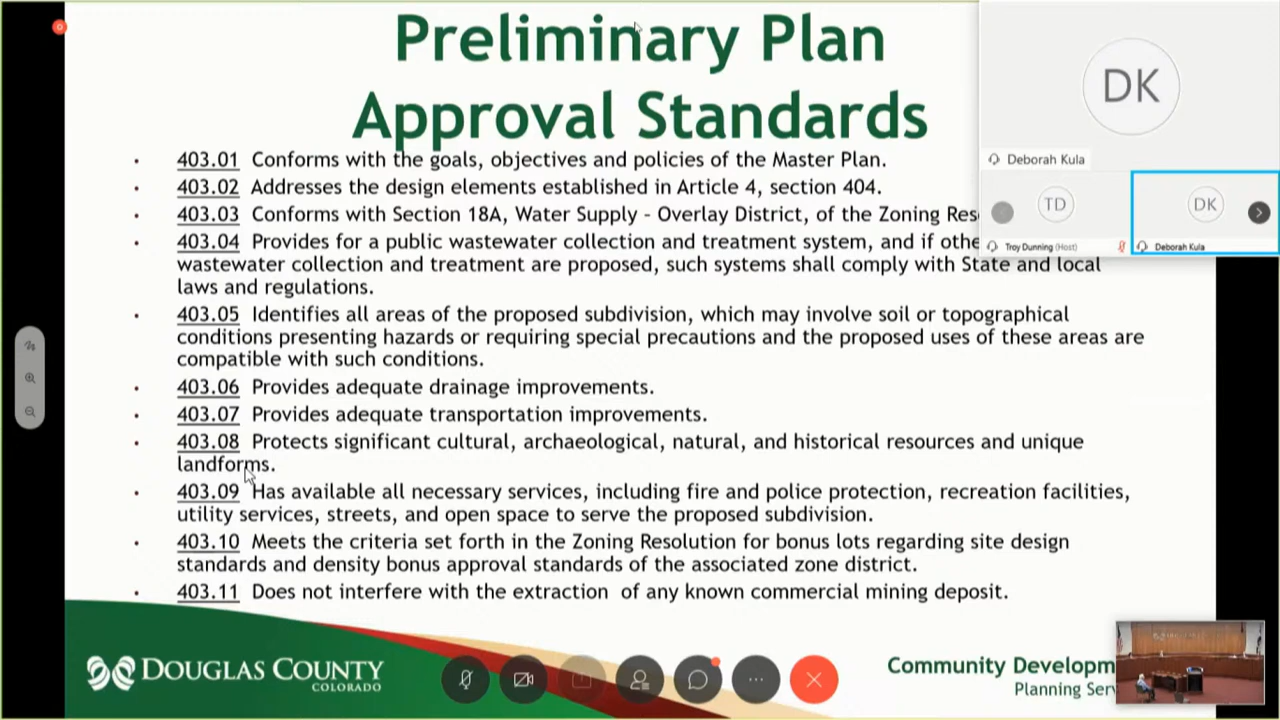 Preliminary Plan
Approval Standards
DK
Deborah Kula
TD
DK
Troy Dunning (Host)
Deborah Kula
• 403.01 Conforms with the goals, objectives and policies of the Master Plan.
• 403.02 Addresses the design elements established in Article 4, section 404.
• 403.03 Conforms with Section 18A, Water Supply - Overlay District, of the Zoning
• 403.04 Provides for a public wastewater collection and treatment system, and if
wastewater collection and treatment are proposed, such systems shall comply with State and local
laws and regulations.
• 403.05 Identifies all areas of the proposed subdivision, which may involve soil or topographical
conditions presenting hazards or requiring special precautions and the proposed uses of these areas are
compatible with such conditions.
• 403.06 Provides adequate drainage improvements.
• 403.07 Provides adequate transportation improvements.
• 403.08 Protects significant cultural, archaeological, natural, and historical resources and unique
landforms.
• 403.09 Has available all necessary services, including fire and police protection, recreation facilities,
utility services, streets, and open space to serve the proposed subdivision.
• 403.10 Meets the criteria set forth in the Zoning Resolution for bonus lots regarding site design
standards and density bonus approval standards of the associated zone district.
• 403.11 Does not interfere with the extraction of any known commercial mining deposit.
DOUGLAS COUNTY
COLORADO
Community
Planning